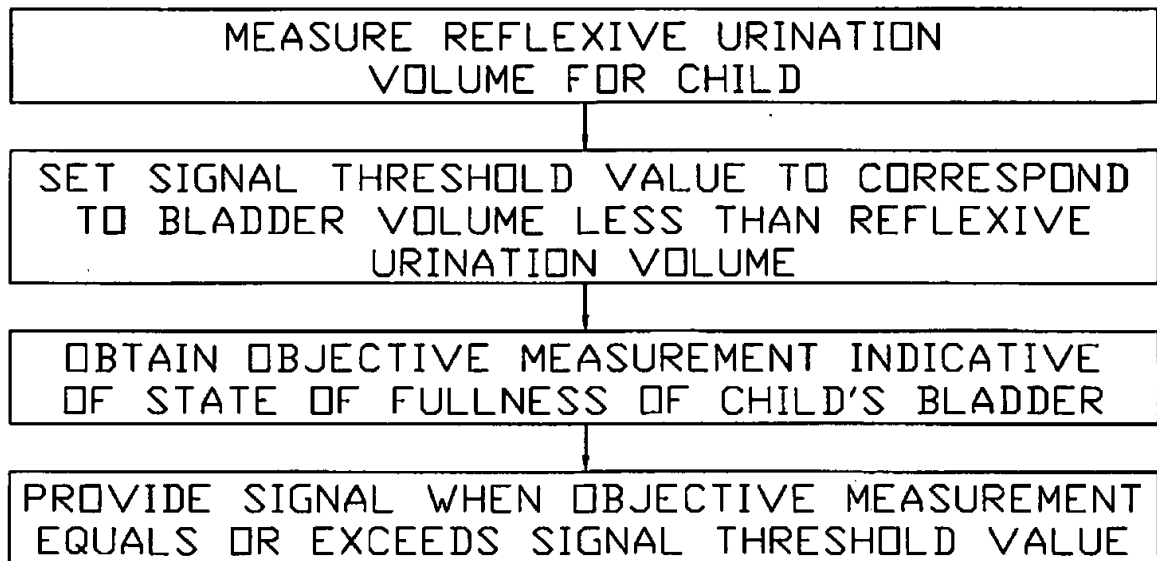 MEASURE REFLEXIVE URINATION
VOLUME FOR CHILD
SET SIGNAL THRESHOLD VALUE TO CORRESPOND
TO BLADDER VOLUME LESS THAN REFLEXIVE
URINATION VOLUME
OBTAIN OBJECTIVE MEASUREMENT INDICATIVE
OF STATE OF FULLNESS OF CHILD'S BLADDER
PROVIDE SIGNAL WHEN OBJECTIVE MEASUREMENT
EQUALS OR EXCEEDS SIGNAL THRESHOLD VALUE